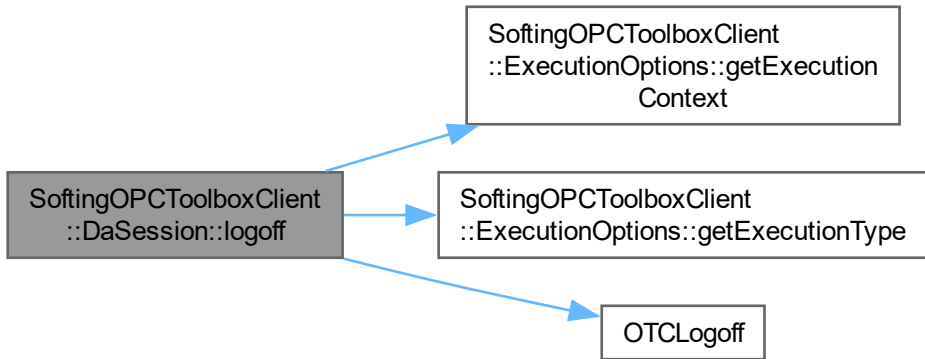 SoftingOPCToolboxClient
::DaSession::logoff
SoftingOPCToolboxClient
::ExecutionOptions::getExecution
Context
SoftingOPCToolboxClient
::ExecutionOptions::getExecutionType
OTCLogoff